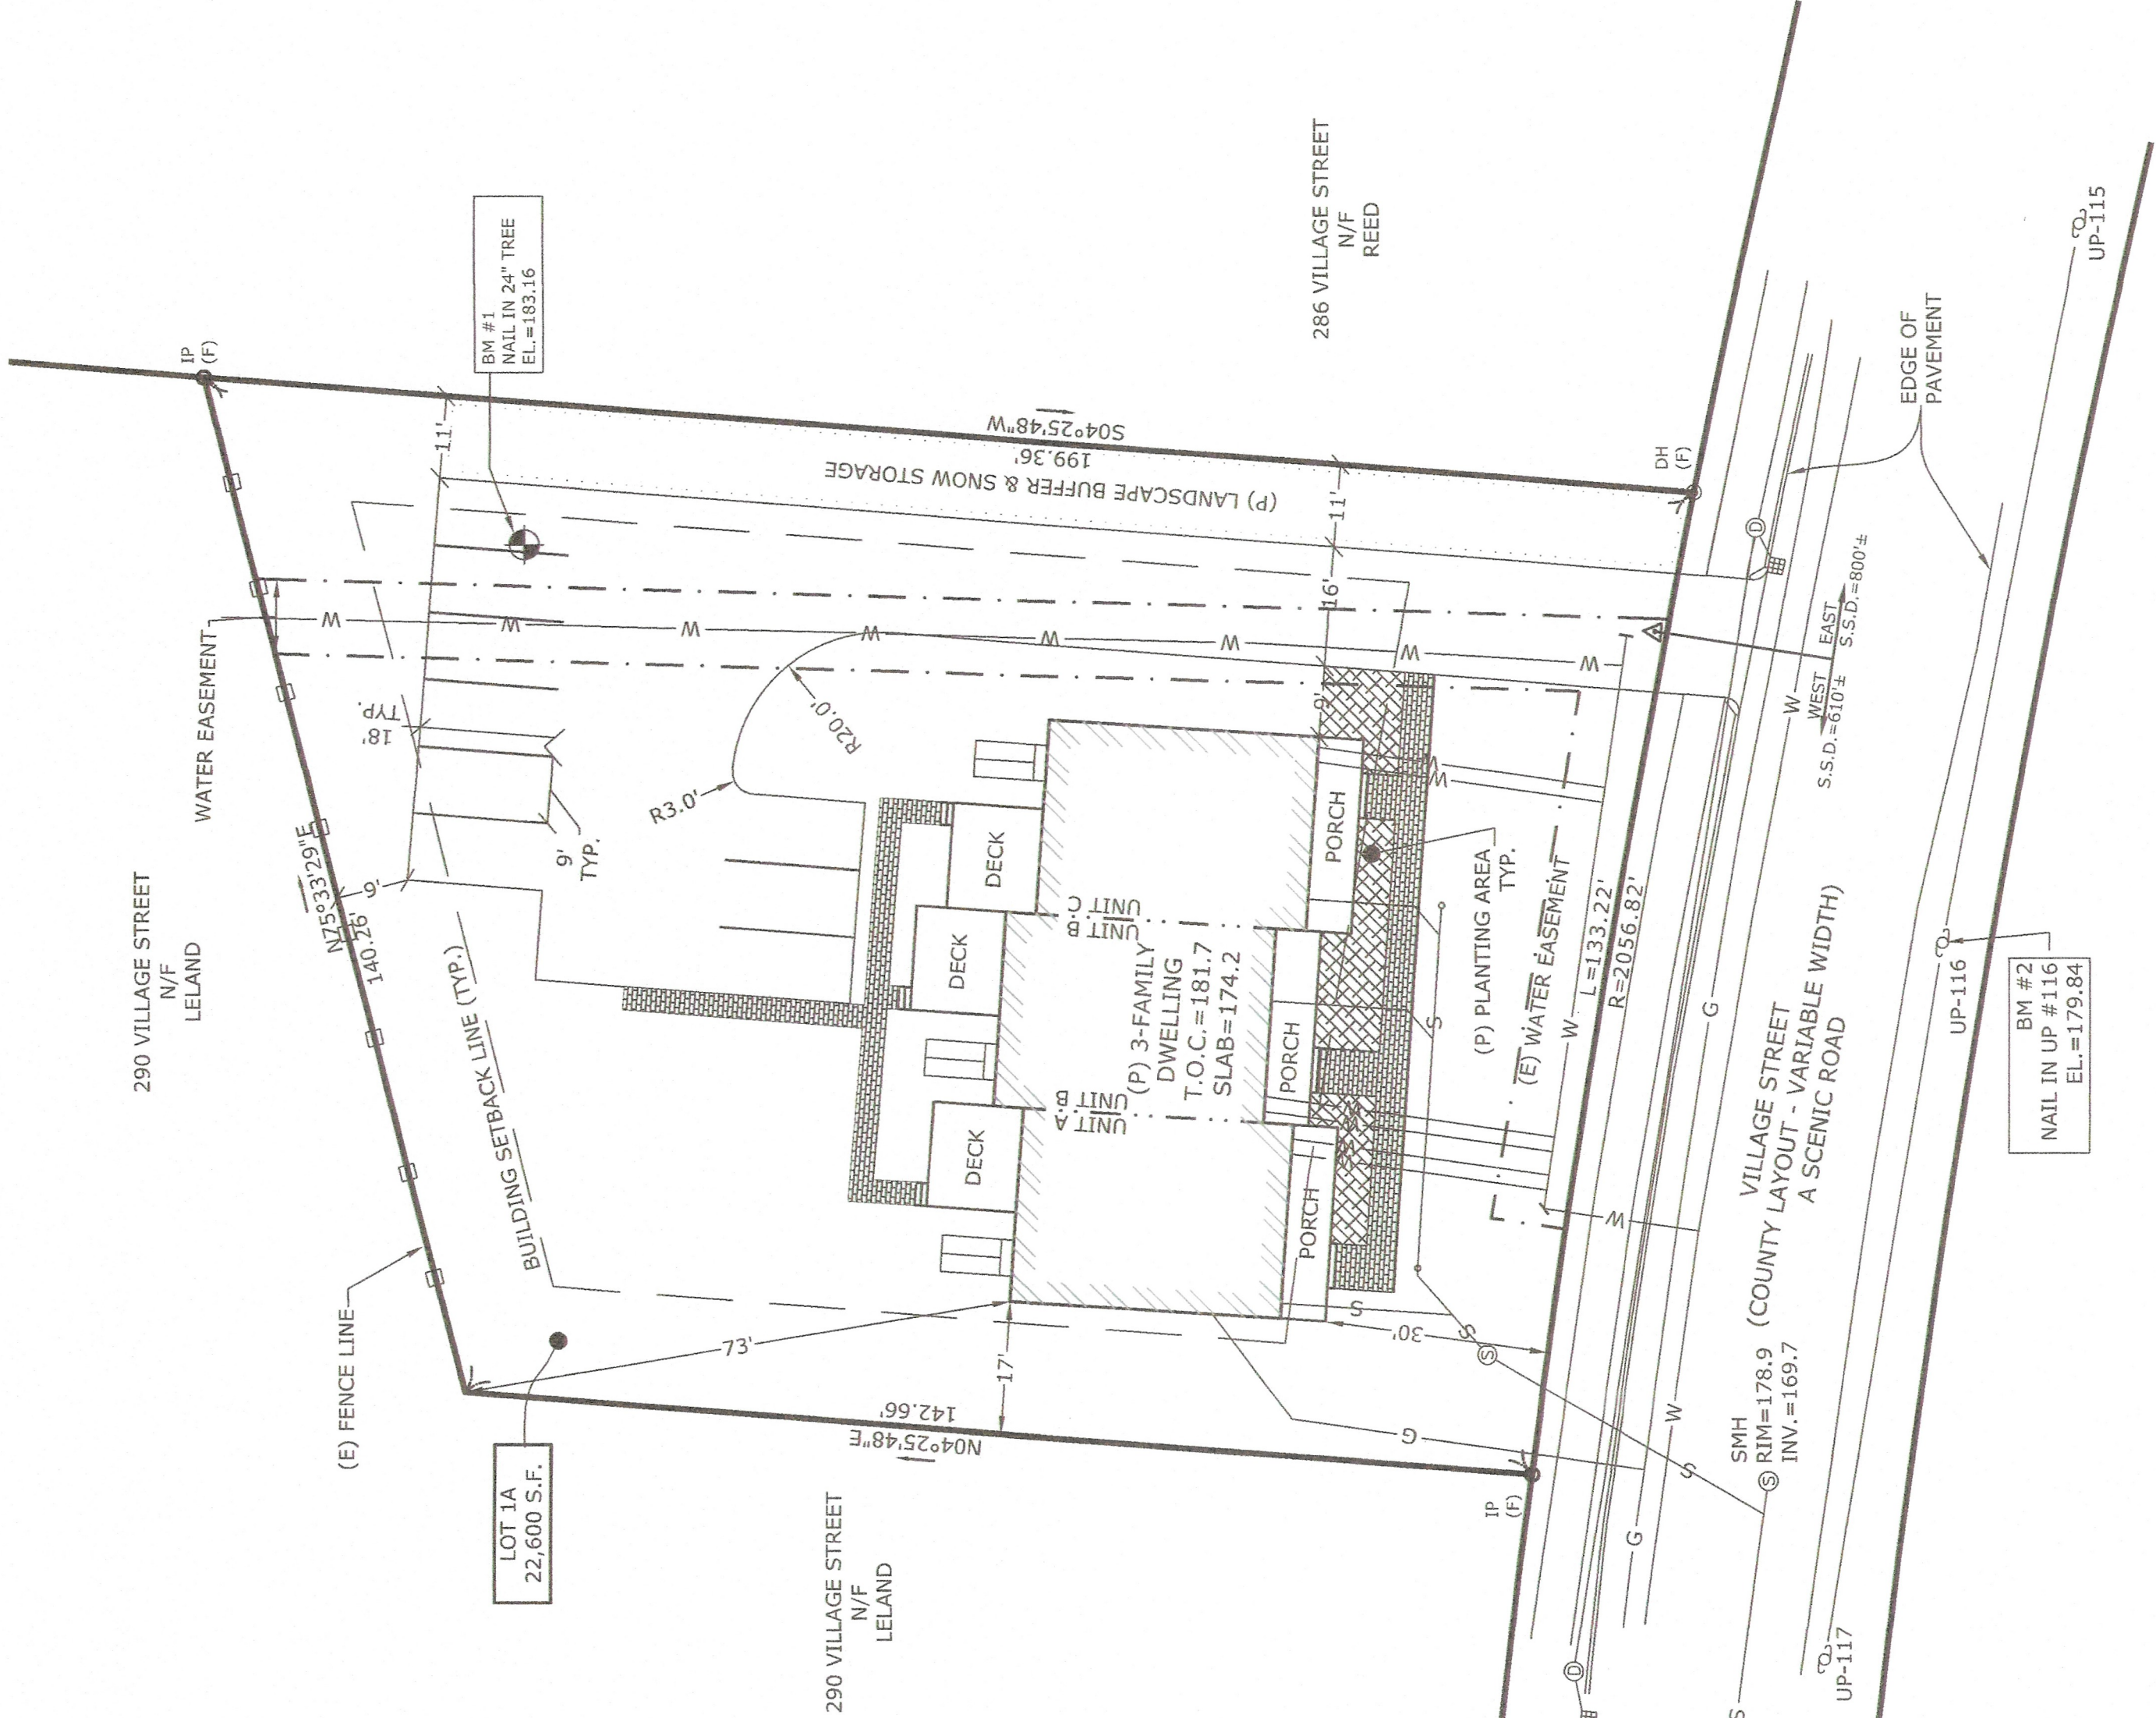 IP
(F)
BM #1
NAIL IN 24" TREE
EL.=183.16
286 VILLAGE STREET
N/F
REED
11'
S04°25'48"W
199.36'
(P) LANDSCAPE BUFFER & SNOW STORAGE
11'
DH
(F)
EDGE OF
PAVEMENT
UP-115
WATER EASEMENT
W
W
W
W
W
W
W
W
16'
D
WEST
EAST
S.S.D.=610'±
S.S.D.=800'±
18'
TYP.
9'
TYP.
R20.0'
R3.0'
9'
290 VILLAGE STREET
N/F
LELAND
N75°33'29"E
140.26'
9'
BUILDING SETBACK LINE (TYP.)
DECK
DECK
DECK
UNIT C
UNIT B
UNIT B
UNIT A
(P) 3-FAMILY
DWELLING
T.O.C.=181.7
SLAB=174.2
PORCH
PORCH
PORCH
W
W
(P) PLANTING AREA
TYP.
(E) WATER EASEMENT
L=133.22'
R=2056.82'
W
W
G
S
W
VILLAGE STREET
(COUNTY LAYOUT - VARIABLE WIDTH)
A SCENIC ROAD
UP-116
BM #2
NAIL IN UP #116
EL.=179.84
(E) FENCE LINE
LOT 1A
22,600 S.F.
73'
17'
30'
S
S
S
142.66'
N04°25'48"E
290 VILLAGE STREET
N/F
LELAND
IP
(F)
G
W
S
G
SMH
RIM=178.9
INV.=169.7
S
D
S
UP-117